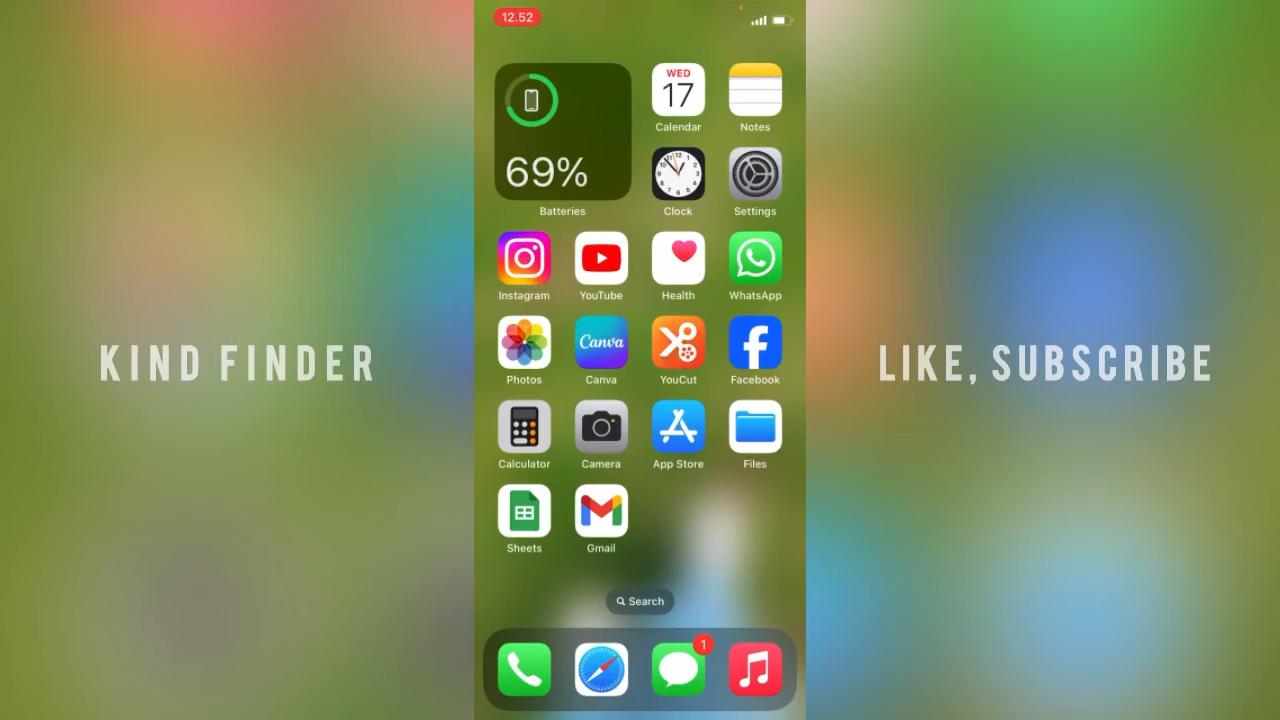 12.52
WED
17
Calendar
Notes
69%
Batteries
Clock
Settings
Instagram
YouTube
Health
WhatsApp
KIND FINDER
LIKE, SUBSCRIBE
Canva
Photos
Canva
YouCut
Facebook
Calculator
Camera
App Store
Files
Sheets
Gmail
Search
1